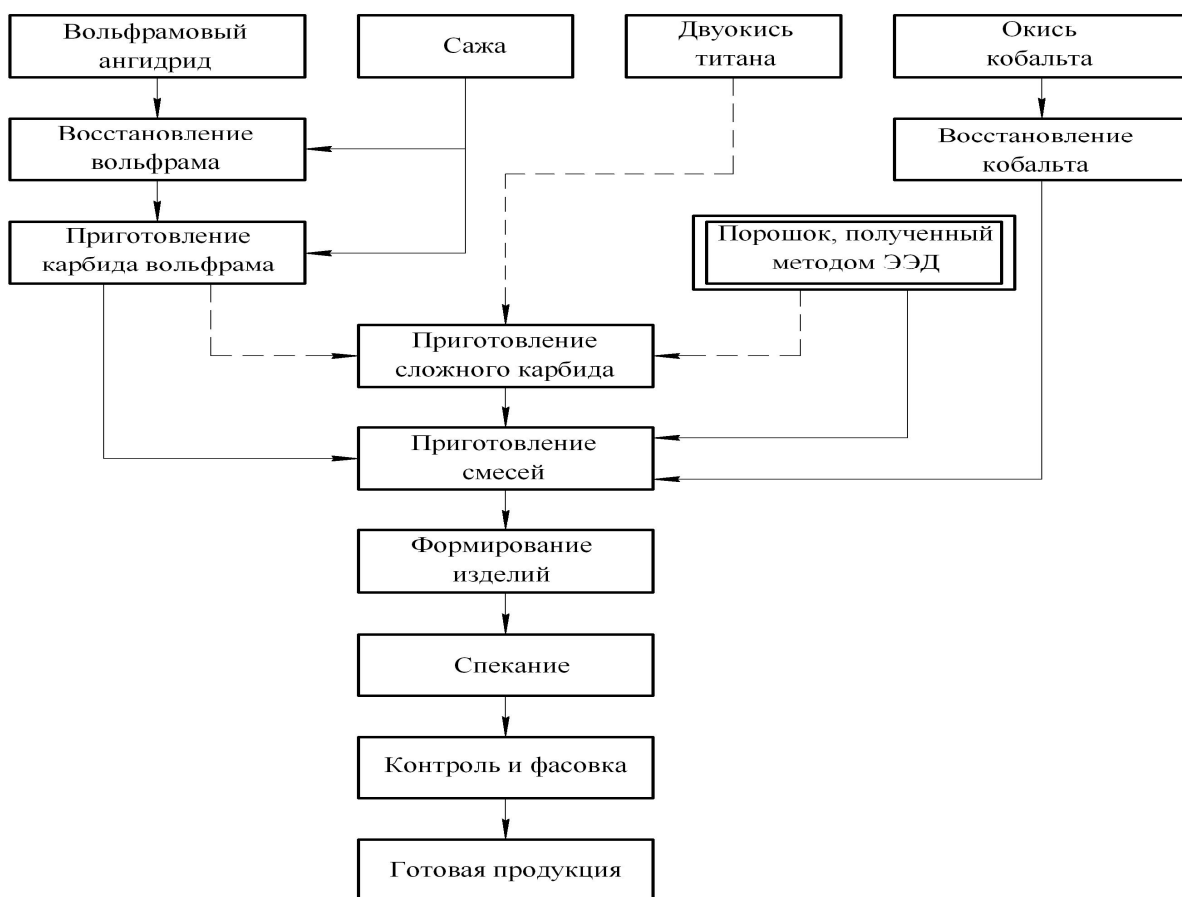 Вольфрамовый
ангидрид
Сажа
Двуокись
титана
Окись
кобальта
Восстановление
вольфрама
Восстановление
кобальта
Приготовление
карбида вольфрама
Порошок, полученный
методом ЭЭД
Приготовление
сложного карбида
Приготовление
смесей
Формирование
изделий
Спекание
Контроль и фасовка
Готовая продукция